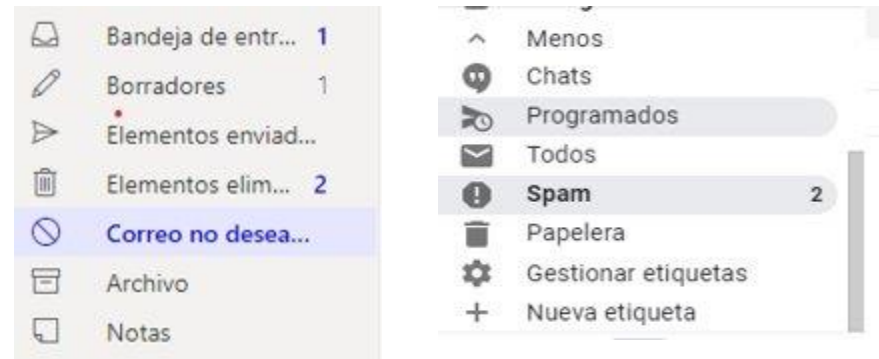 Bandeja de entr... 1
Borradores 1
Elementos enviad...
Elementos elim... 2
Correo no desea...
Archivo
Notas
Menos
Chats
Programados
Todos
Spam 2
Papelera
Gestionar etiquetas
Nueva etiqueta